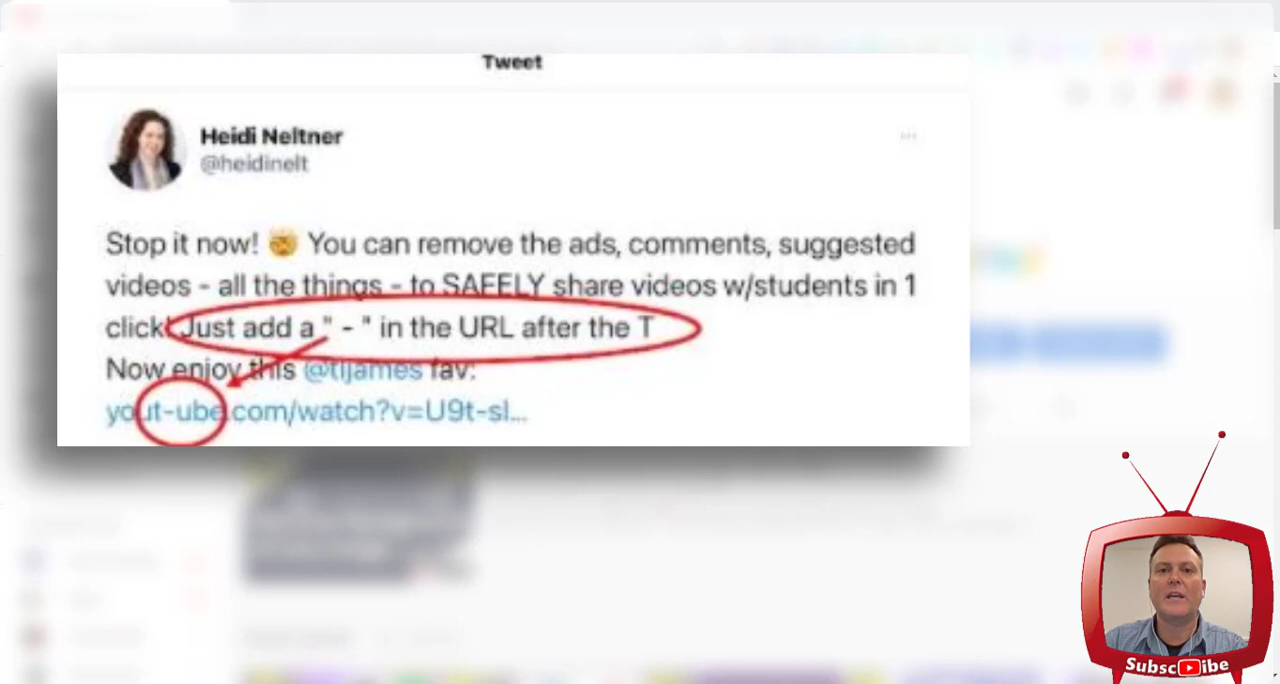 Tweet
Heidi Neltner
@heidinelt
Stop it now! 🤯 You can remove the ads, comments, suggested
videos - all the things - to SAFELY share videos w/students in 1
click! Just add a " - " in the URL after the T
Now enjoy this @tljames fav:
yout-ube.com/watch?v=U9t-sl...
Subscribe